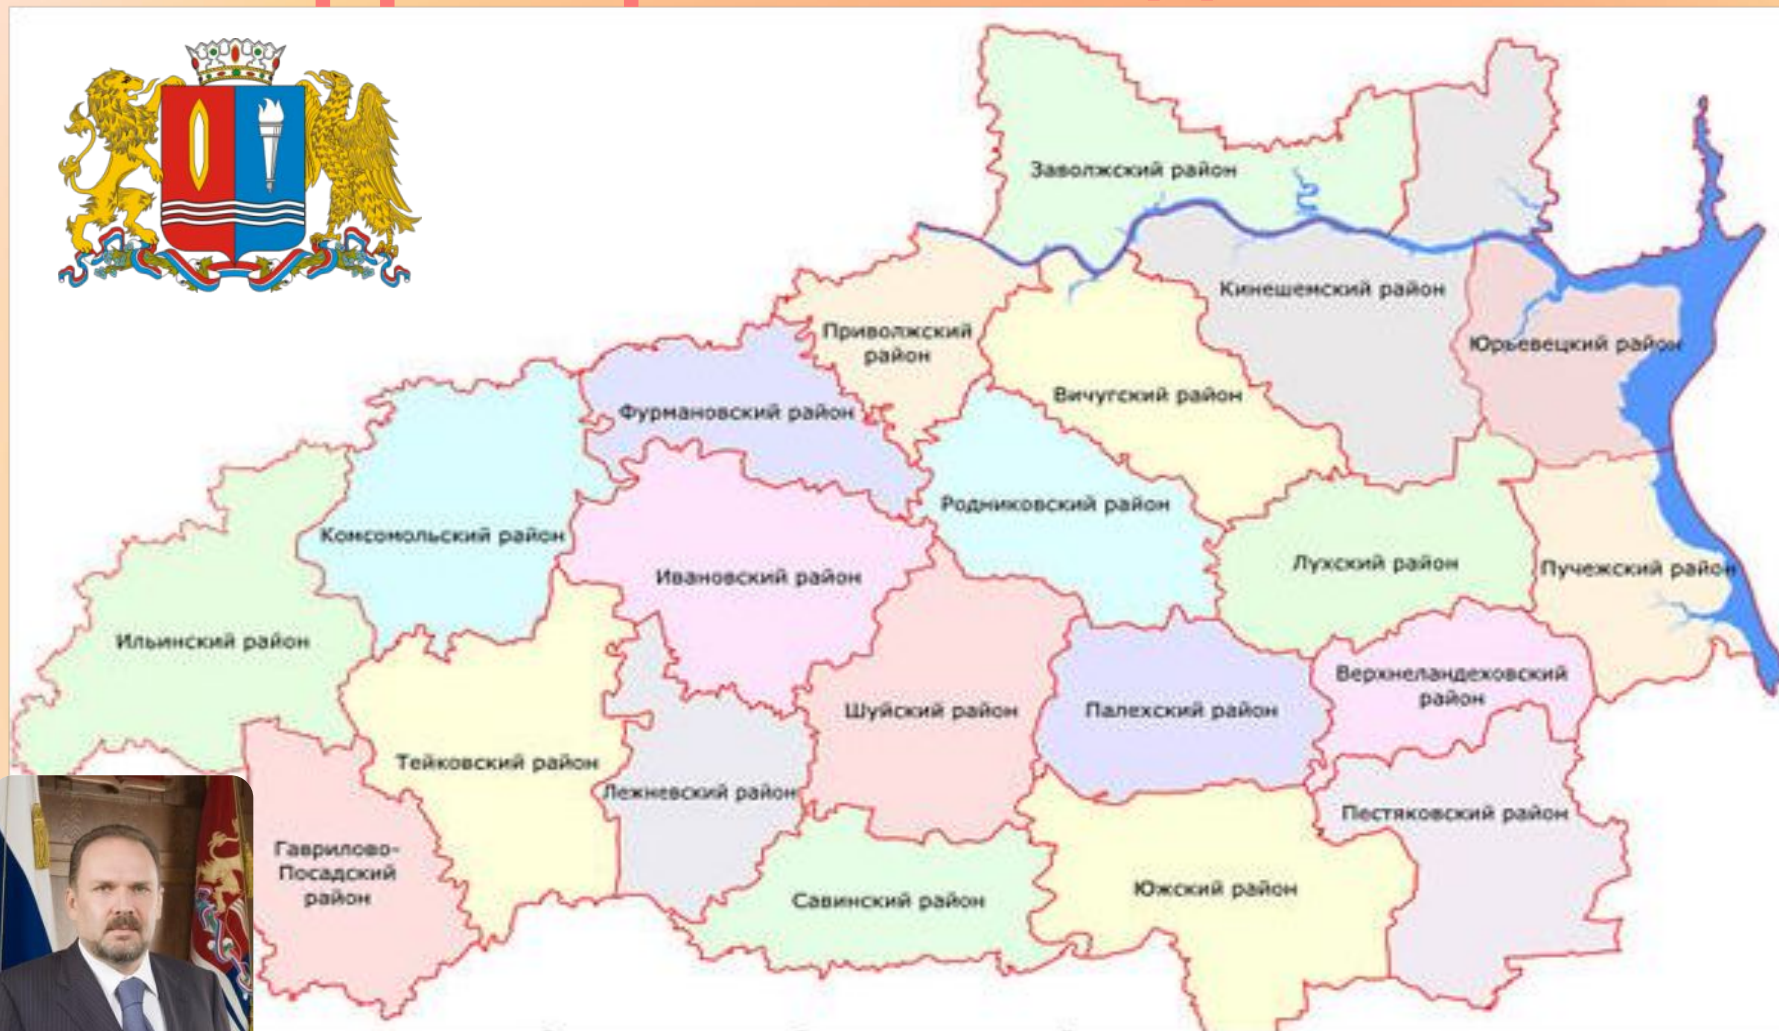 Заволжский район
Кинешемский район
Приволжский
район
Юрьевецкий район
Вичугский район
Фурмановский район
Родниковский район
Комсомольский район
Лухский район
Пучежский район
Ивановский район
Ильинский район
Верхнеландеховский
район
Шуйский район
Палехский район
Тейковский район
Лежневский район
Пестяковский район
Гаврилово-
Посадский
район
Южский район
Савинский район